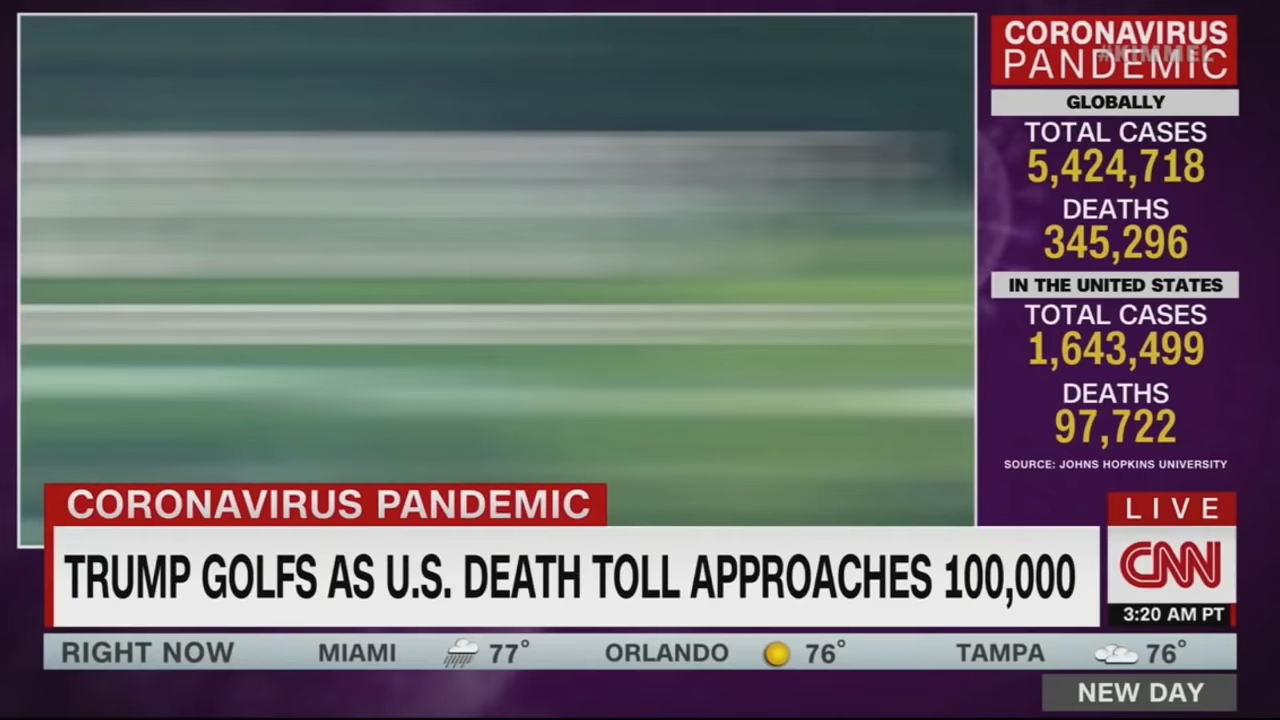 CORONAVIRUS
PANDEMIC
#KIMMEL
GLOBALLY
TOTAL CASES
5,424,718
DEATHS
345,296
IN THE UNITED STATES
TOTAL CASES
1,643,499
DEATHS
97,722
SOURCE: JOHNS HOPKINS UNIVERSITY
CORONAVIRUS PANDEMIC
TRUMP GOLFS AS U.S. DEATH TOLL APPROACHES 100,000
LIVE
CNN
3:20 AM PT
RIGHT NOW MIAMI 77° ORLANDO 76° TAMPA 76°
NEW DAY